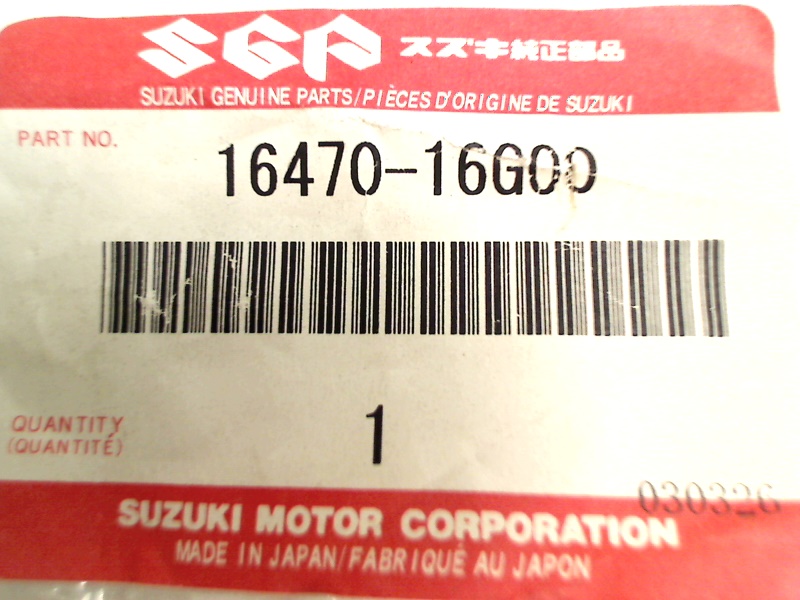 SGP スズキ純正部品
SUZUKI GENUINE PARTS/PIÈCES D'ORIGINE DE SUZUKI
PART NO. 16470-16G00
QUANTITY
(QUANTITÉ) 1
030326
SUZUKI MOTOR CORPORATION
MADE IN JAPAN/FABRIQUÉ AU JAPON